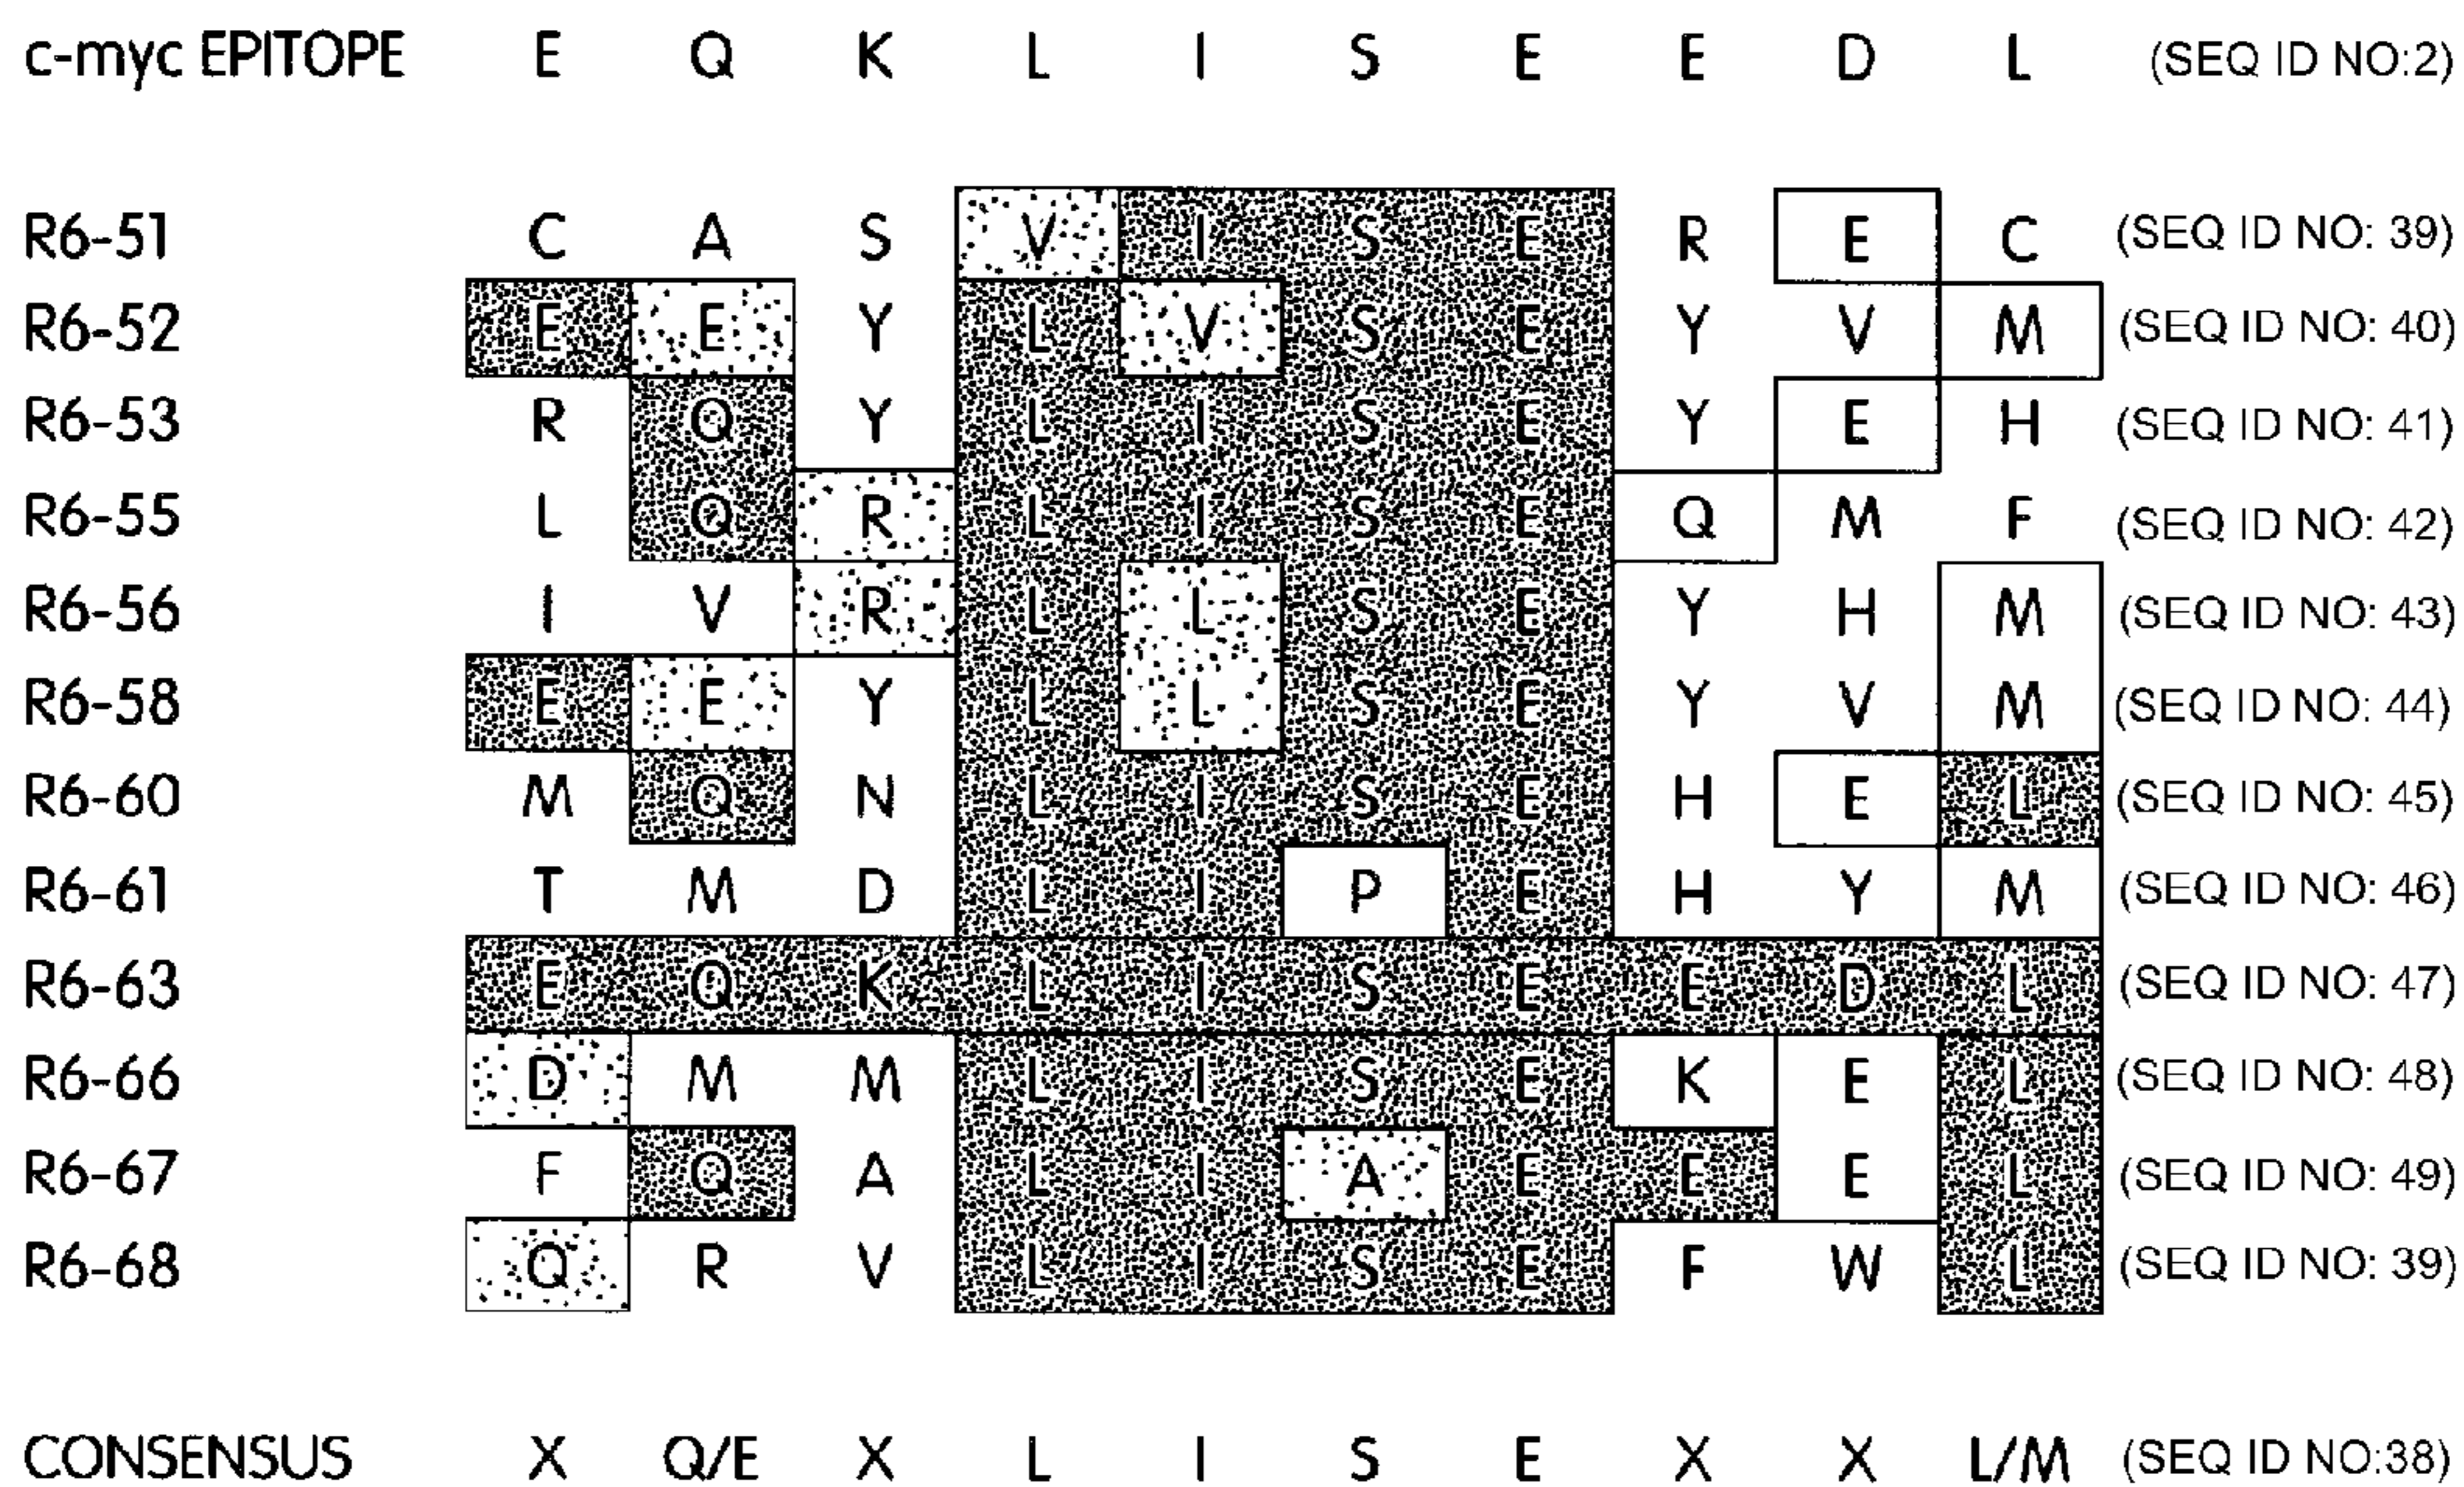 c-myc EPITOPE E Q K L I S E E D L (SEQ ID NO:2)
R6-51 C A S V I S E R E C (SEQ ID NO: 39)
R6-52 E E Y L V S E Y V M (SEQ ID NO: 40)
R6-53 R Q Y L I S E Y E H (SEQ ID NO: 41)
R6-55 L Q R L I S E Q M F (SEQ ID NO: 42)
R6-56 I V R L L S E Y H M (SEQ ID NO: 43)
R6-58 E E Y L L S E Y V M (SEQ ID NO: 44)
R6-60 M Q N L I S E H E L (SEQ ID NO: 45)
R6-61 T M D L I P E H Y M (SEQ ID NO: 46)
R6-63 E Q K L I S E E D L (SEQ ID NO: 47)
R6-66 D M M L I S E K E L (SEQ ID NO: 48)
R6-67 F Q A L I A E E E L (SEQ ID NO: 49)
R6-68 Q R V L I S E F W L (SEQ ID NO: 39)
CONSENSUS X Q/E X L I S E X X L/M (SEQ ID NO:38)